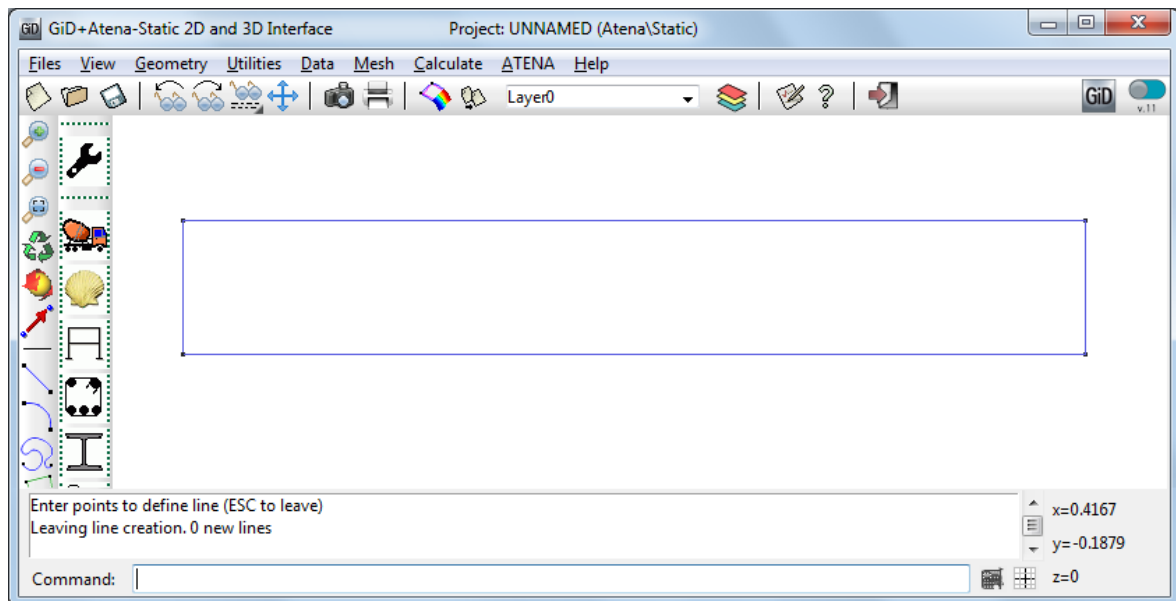 GiD GiD+Atena-Static 2D and 3D Interface Project: UNNAMED (Atena\Static)
Files View Geometry Utilities Data Mesh Calculate ATENA Help
Layer0 GiD
v.11
Enter points to define line (ESC to leave)
Leaving line creation. 0 new lines
x=0.4167
y=-0.1879
Command: z=0